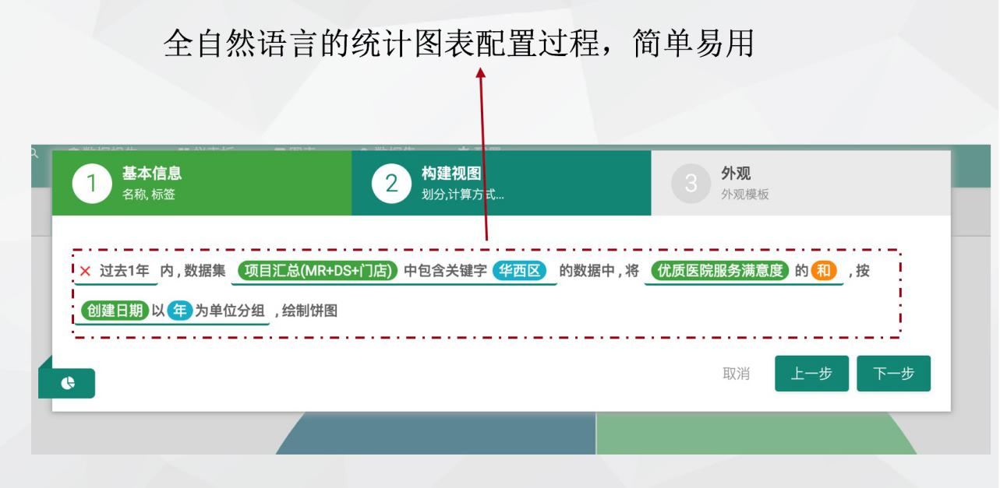 全自然语言的统计图表配置过程，简单易用
1 基本信息
名称, 标签
2 构建视图
划分,计算方式...
3 外观
外观模板
× 过去1年 内 , 数据集 项目汇总(MR+DS+门店) 中包含关键字 华西区 的数据中 , 将 优质医院服务满意度 的 和 , 按
创建日期 以 年 为单位分组 , 绘制饼图
取消 上一步 下一步